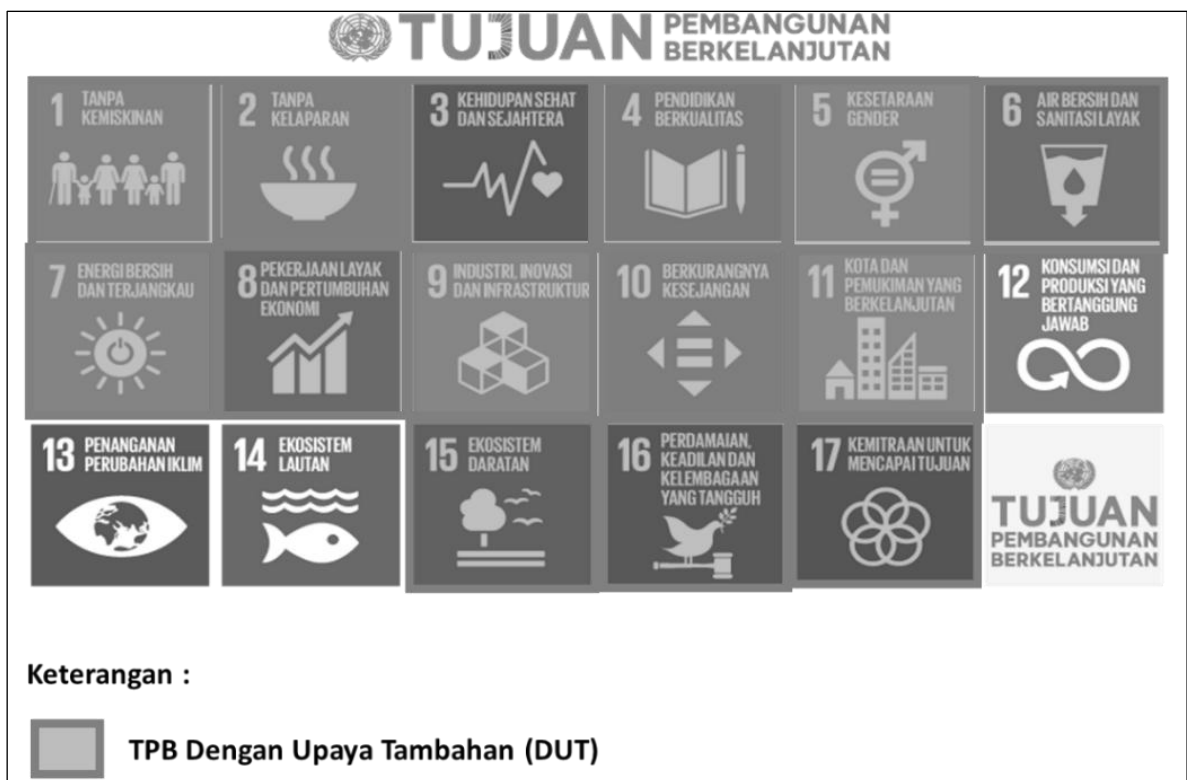 TUJUAN PEMBANGUNAN
BERKELANJUTAN
1 TANPA
KEMISKINAN
2 TANPA
KELAPARAN
3 KEHIDUPAN SEHAT
DAN SEJAHTERA
4 PENDIDIKAN
BERKUALITAS
5 KESETARAAN
GENDER
6 AIR BERSIH DAN
SANITASI LAYAK
7 ENERGI BERSIH
DAN TERJANGKAU
8 PEKERJAAN LAYAK
DAN PERTUMBUHAN
EKONOMI
9 INDUSTRI, INOVASI
DAN INFRASTRUKTUR
10 BERKURANGNYA
KESEJANGAN
11 KOTA DAN
PEMUKIMAN YANG
BERKELANJUTAN
12 KONSUMSI DAN
PRODUKSI YANG
BERTANGGUNG
JAWAB
13 PENANGANAN
PERUBAHAN IKLIM
14 EKOSISTEM
LAUTAN
15 EKOSISTEM
DARATAN
16 PERDAMAIAN,
KEADILAN DAN
KELEMBAGAAN
YANG TANGGUH
17 KEMITRAAN UNTUK
MENCAPAI TUJUAN
TUJUAN
PEMBANGUNAN
BERKELANJUTAN
Keterangan :
TPB Dengan Upaya Tambahan (DUT)